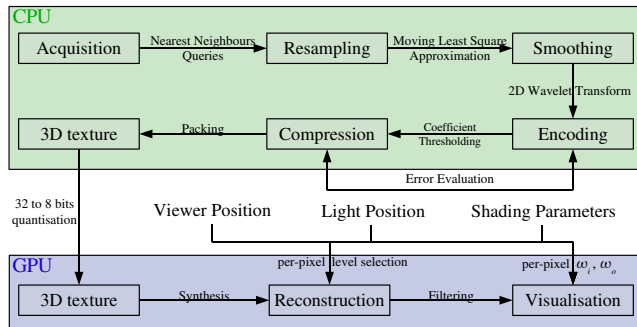 CPU
Acquisition
Nearest Neighbours
Queries
Resampling
Moving Least Square
Approximation
Smoothing
2D Wavelet Transform
3D texture
Packing
Compression
Coefficient
Thresholding
Encoding
Error Evaluation
32 to 8 bits
quantisation
Viewer Position
Light Position
Shading Parameters
GPU
per-pixel level selection
per-pixel ω_i, ω_o
3D texture
Synthesis
Reconstruction
Filtering
Visualisation